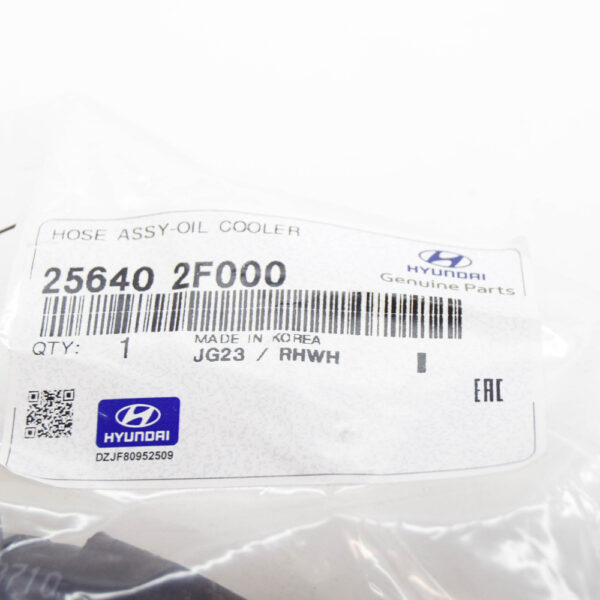 HOSE ASSY-OIL COOLER
25640 2F000
HYUNDAI
Genuine Parts
MADE IN KOREA
QTY: 1 JG23 / RHWH
EAC
HYUNDAI
DZJF80952509